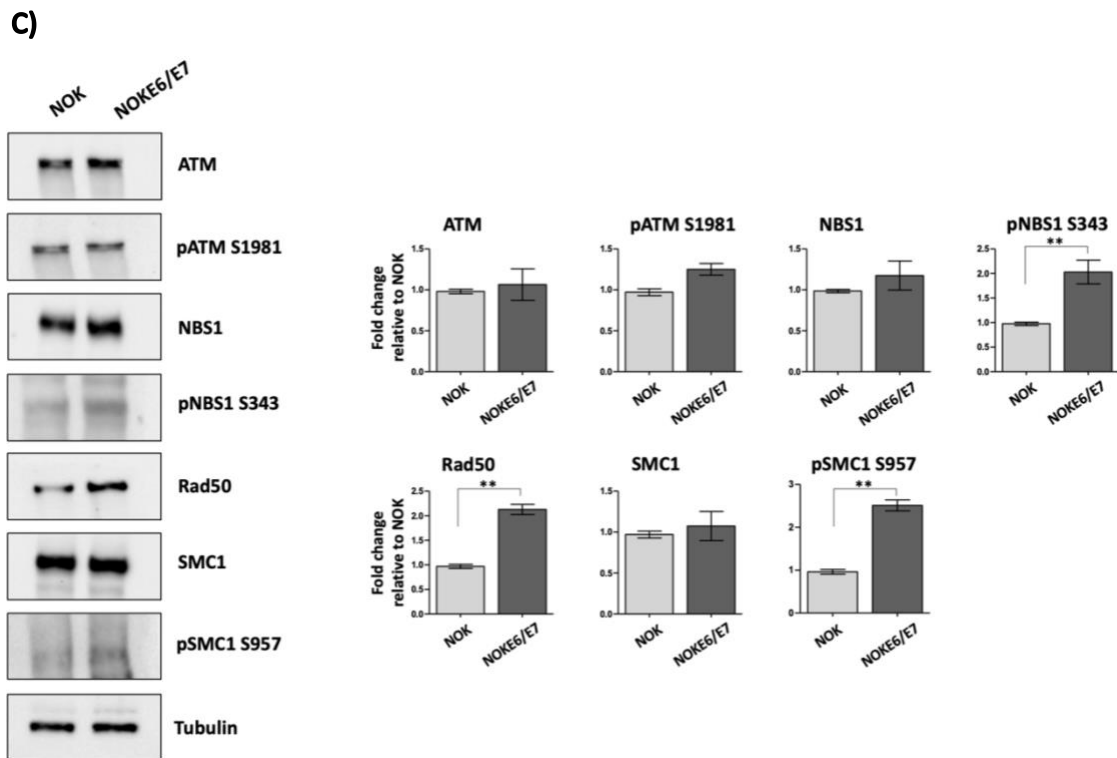 C)
NOK
NOKE6/E7
ATM
pATM S1981
NBS1
pNBS1 S343
Rad50
SMC1
pSMC1 S957
Tubulin
ATM
Fold change
relative to NOK
1.5
1.0
0.5
0.0
NOK
NOKE6/E7
pATM S1981
1.5
1.0
0.5
0.0
NOK
NOKE6/E7
NBS1
1.5
1.0
0.5
0.0
NOK
NOKE6/E7
pNBS1 S343
**
2.5
2.0
1.5
1.0
0.5
0.0
NOK
NOKE6/E7
Rad50
**
Fold change
relative to NOK
2.5
2.0
1.5
1.0
0.5
0.0
NOK
NOKE6/E7
SMC1
1.5
1.0
0.5
0.0
NOK
NOKE6/E7
pSMC1 S957
**
3
2
1
0
NOK
NOKE6/E7